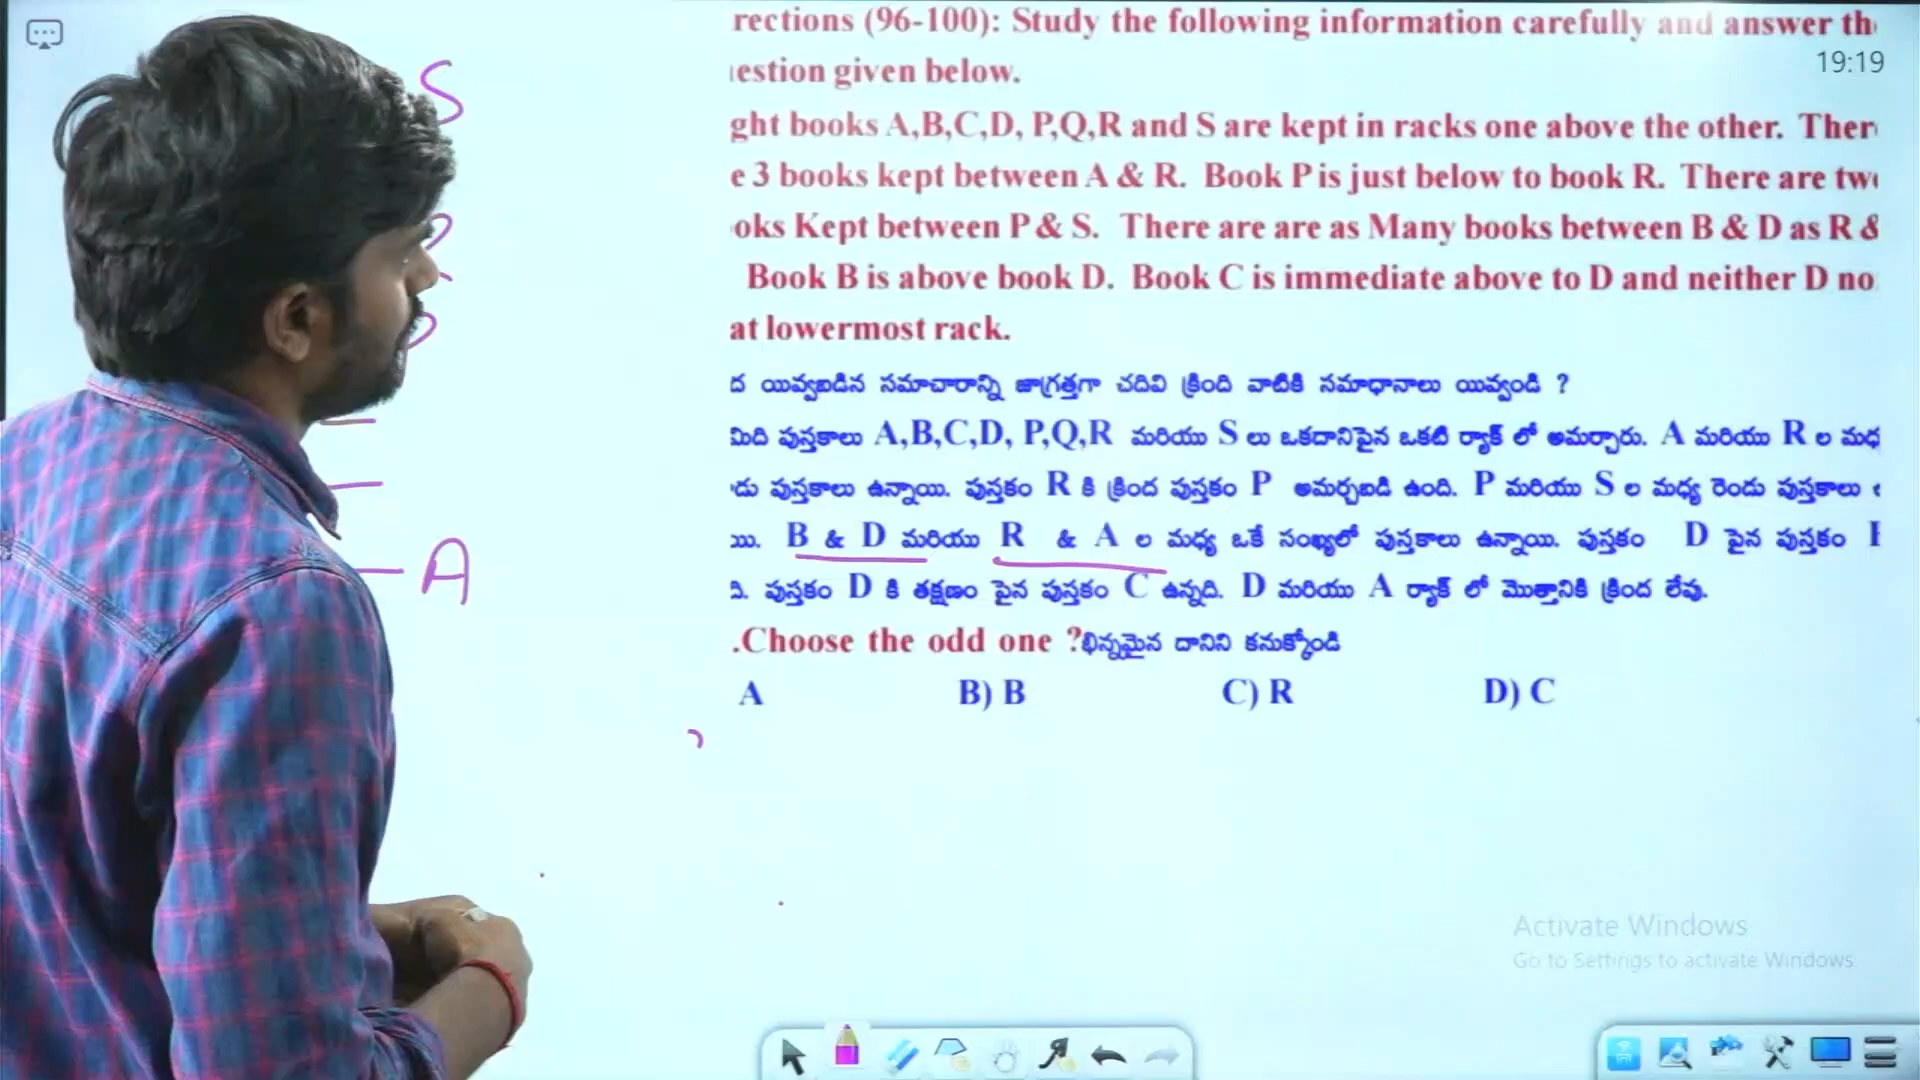 S
rections (96-100): Study the following information carefully and answer th
19:19
estion given below.
ght books A,B,C,D, P,Q,R and S are kept in racks one above the other. Ther
e 3 books kept between A & R. Book P is just below to book R. There are tw
oks Kept between P & S. There are are as Many books between B & D as R &
Book B is above book D. Book C is immediate above to D and neither D no
at lowermost rack.
ద యివ్వబడిన సమాచారాన్ని జాగ్రత్తగా చదివి క్రింది వాటికి సమాధానాలు యివ్వండి ?
మిది పుస్తకాలు A,B,C,D, P,Q,R మరియు S లు ఒకదానిపైన ఒకటి ర్యాక్ లో అమర్చారు. A మరియు R ల మధ
డు పుస్తకాలు ఉన్నాయి. పుస్తకం R కి క్రింద పుస్తకం P అమర్చబడి ఉంది. P మరియు S ల మధ్య రెండు పుస్తకాలు
యి. B & D మరియు R & A ల మధ్య ఒకే సంఖ్యలో పుస్తకాలు ఉన్నాయి. పుస్తకం D పైన పుస్తకం
ది. పుస్తకం D కి తక్షణం పైన పుస్తకం C ఉన్నది. D మరియు A ర్యాక్ లో మొత్తానికి క్రింద లేవు.
A
.Choose the odd one ?భిన్నమైన దానిని కనుక్కోండి
A B) B C) R D) C
Activate Windows
Go to Settings to activate Windows